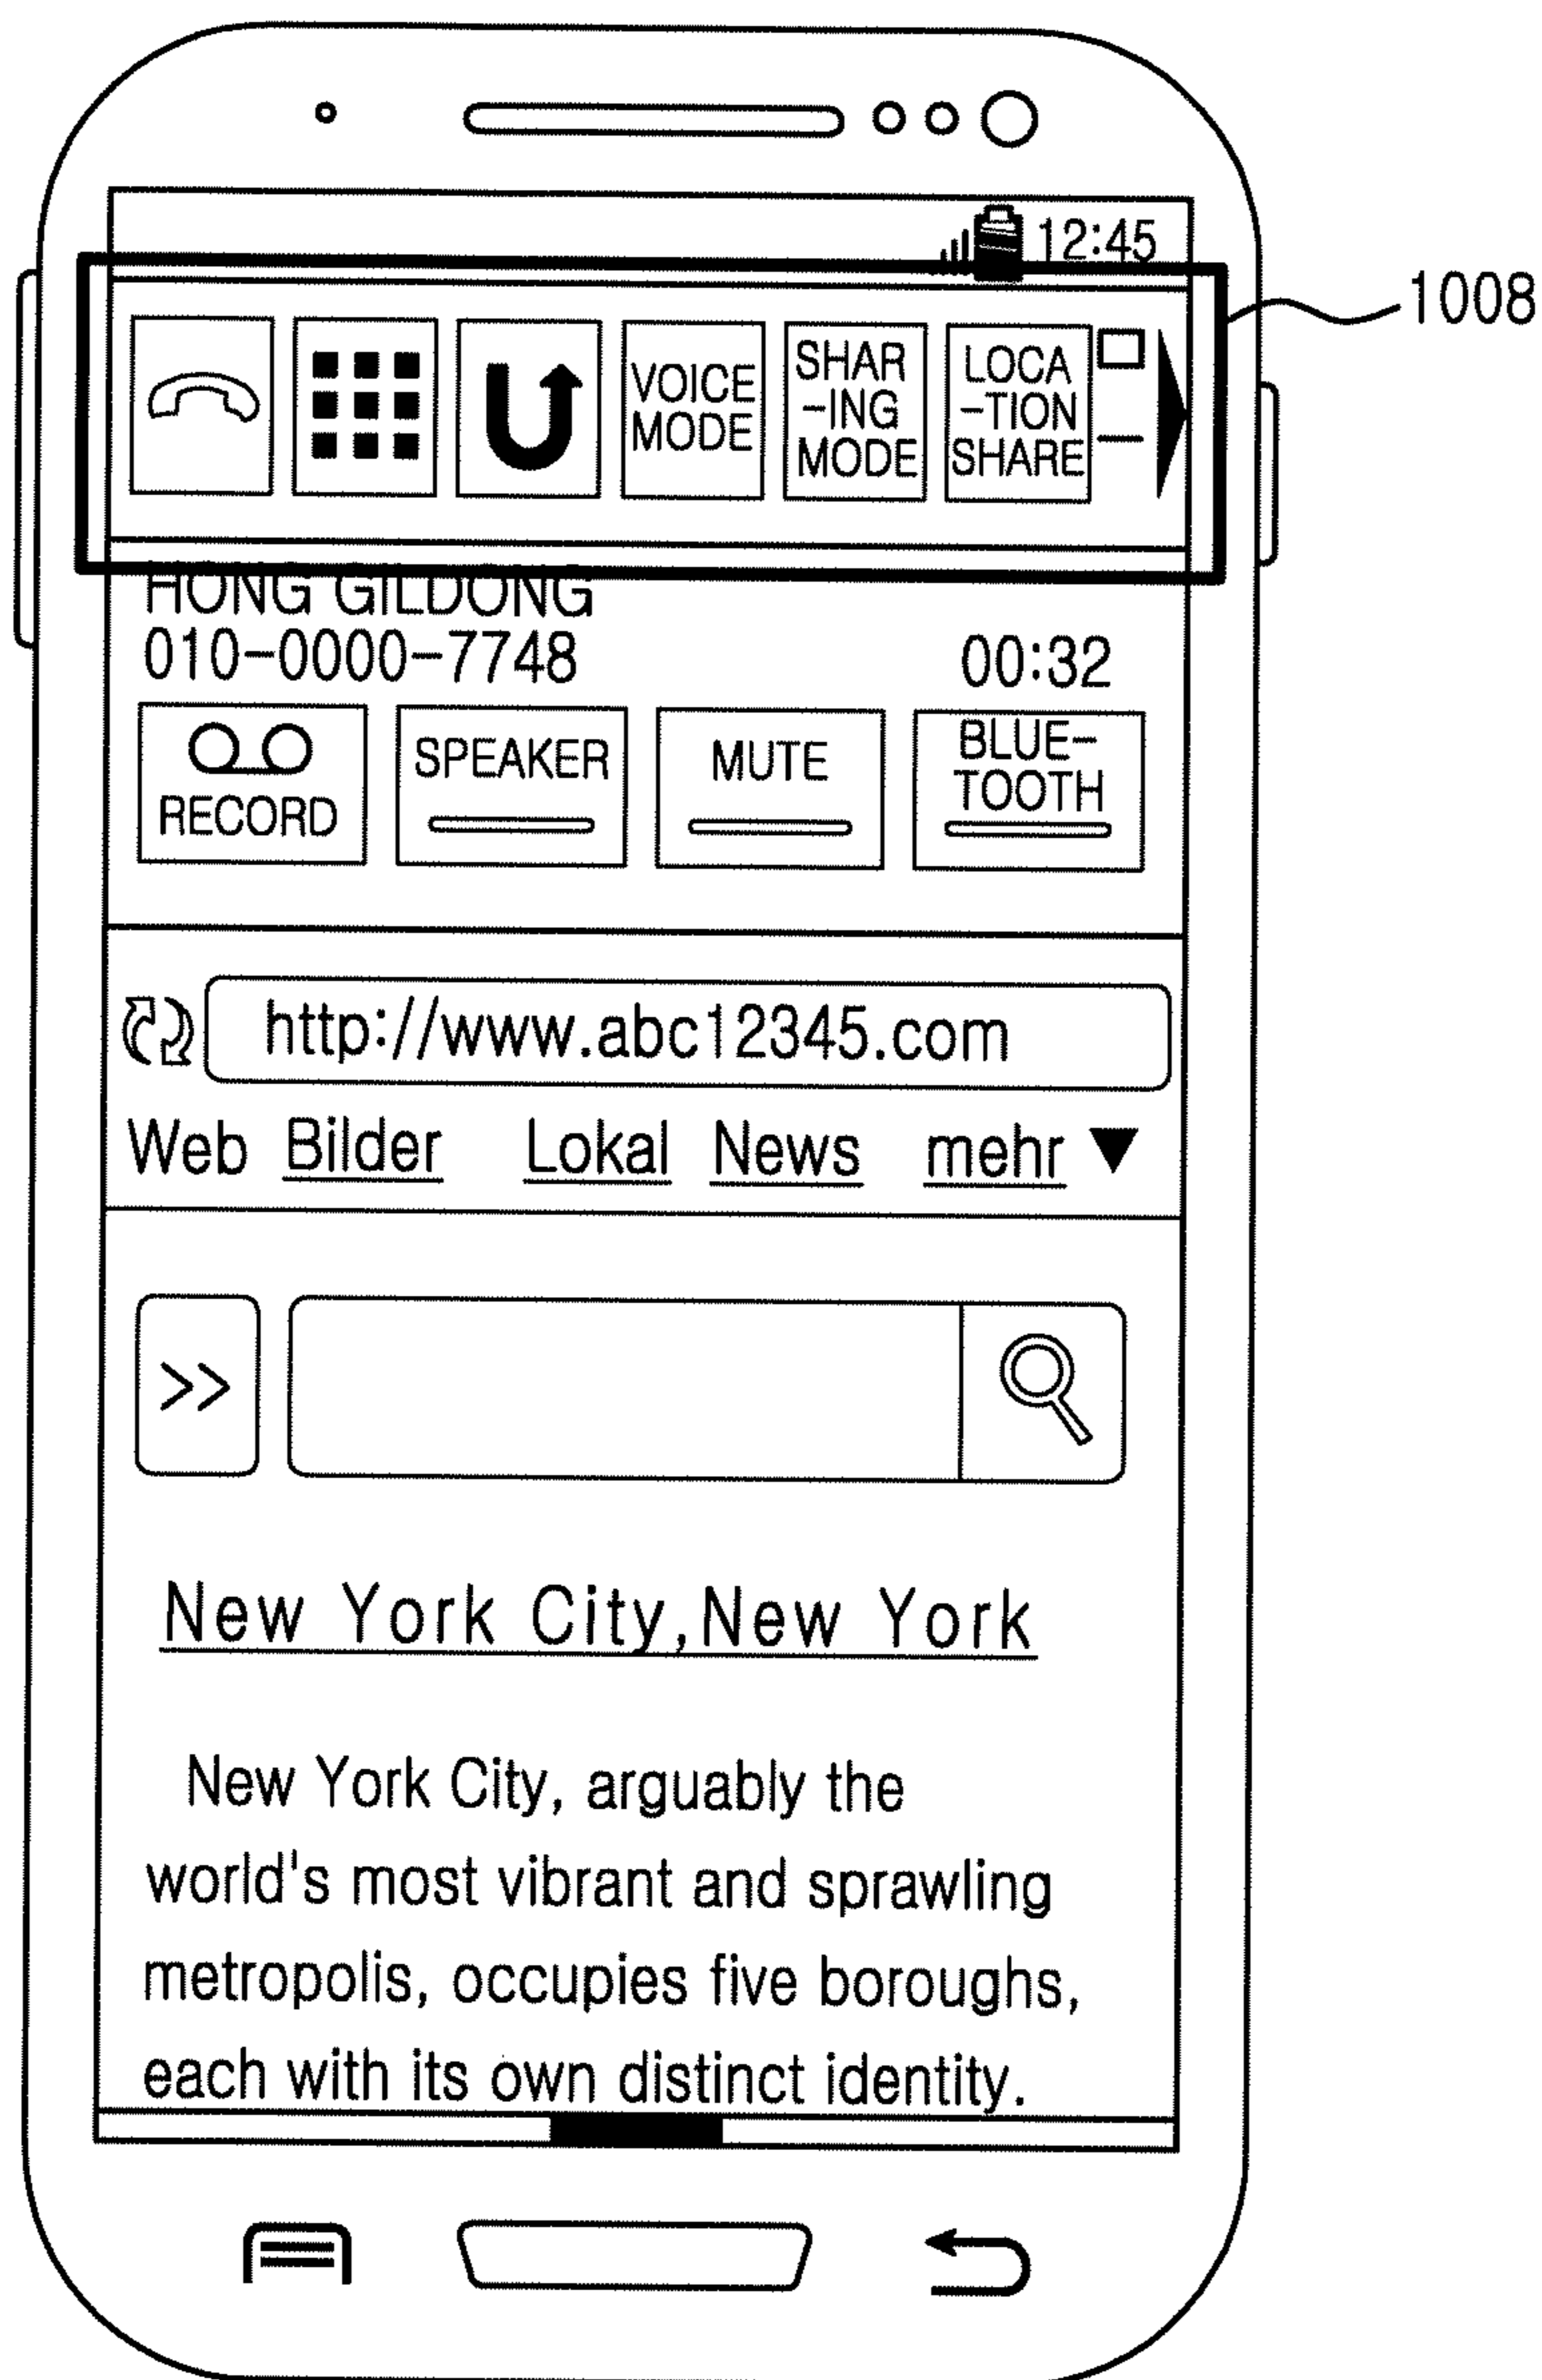 12:45
1008
VOICE MODE
SHAR-ING MODE
LOCA-TION SHARE
HONG GILDONG
010-0000-7748 00:32
RECORD SPEAKER MUTE BLUE-TOOTH
http://www.abc12345.com
Web Bilder Lokal News mehr ▼
>>
New York City,New York
New York City, arguably the
world's most vibrant and sprawling
metropolis, occupies five boroughs,
each with its own distinct identity.